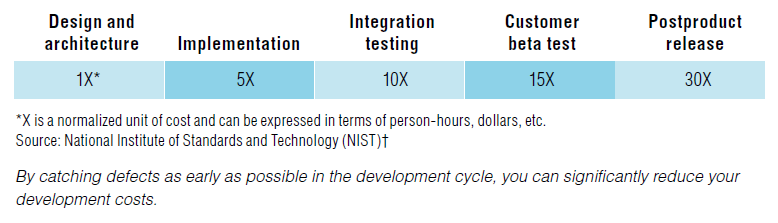 Design and architecture
Implementation
Integration testing
Customer beta test
Postproduct release
1X*
5X
10X
15X
30X
*X is a normalized unit of cost and can be expressed in terms of person-hours, dollars, etc.
Source: National Institute of Standards and Technology (NIST)†
By catching defects as early as possible in the development cycle, you can significantly reduce your
development costs.